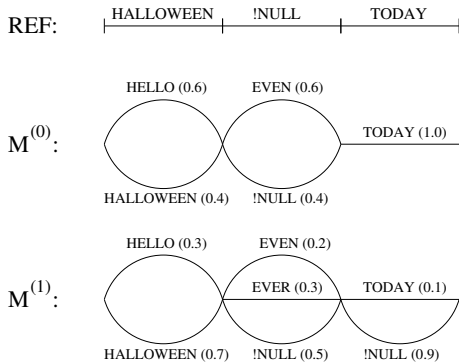 REF: HALLOWEEN !NULL TODAY
HELLO (0.6) EVEN (0.6)
M(0): TODAY (1.0)
HALLOWEEN (0.4) !NULL (0.4)
HELLO (0.3) EVEN (0.2)
M(1): EVER (0.3) TODAY (0.1)
HALLOWEEN (0.7) !NULL (0.5) !NULL (0.9)